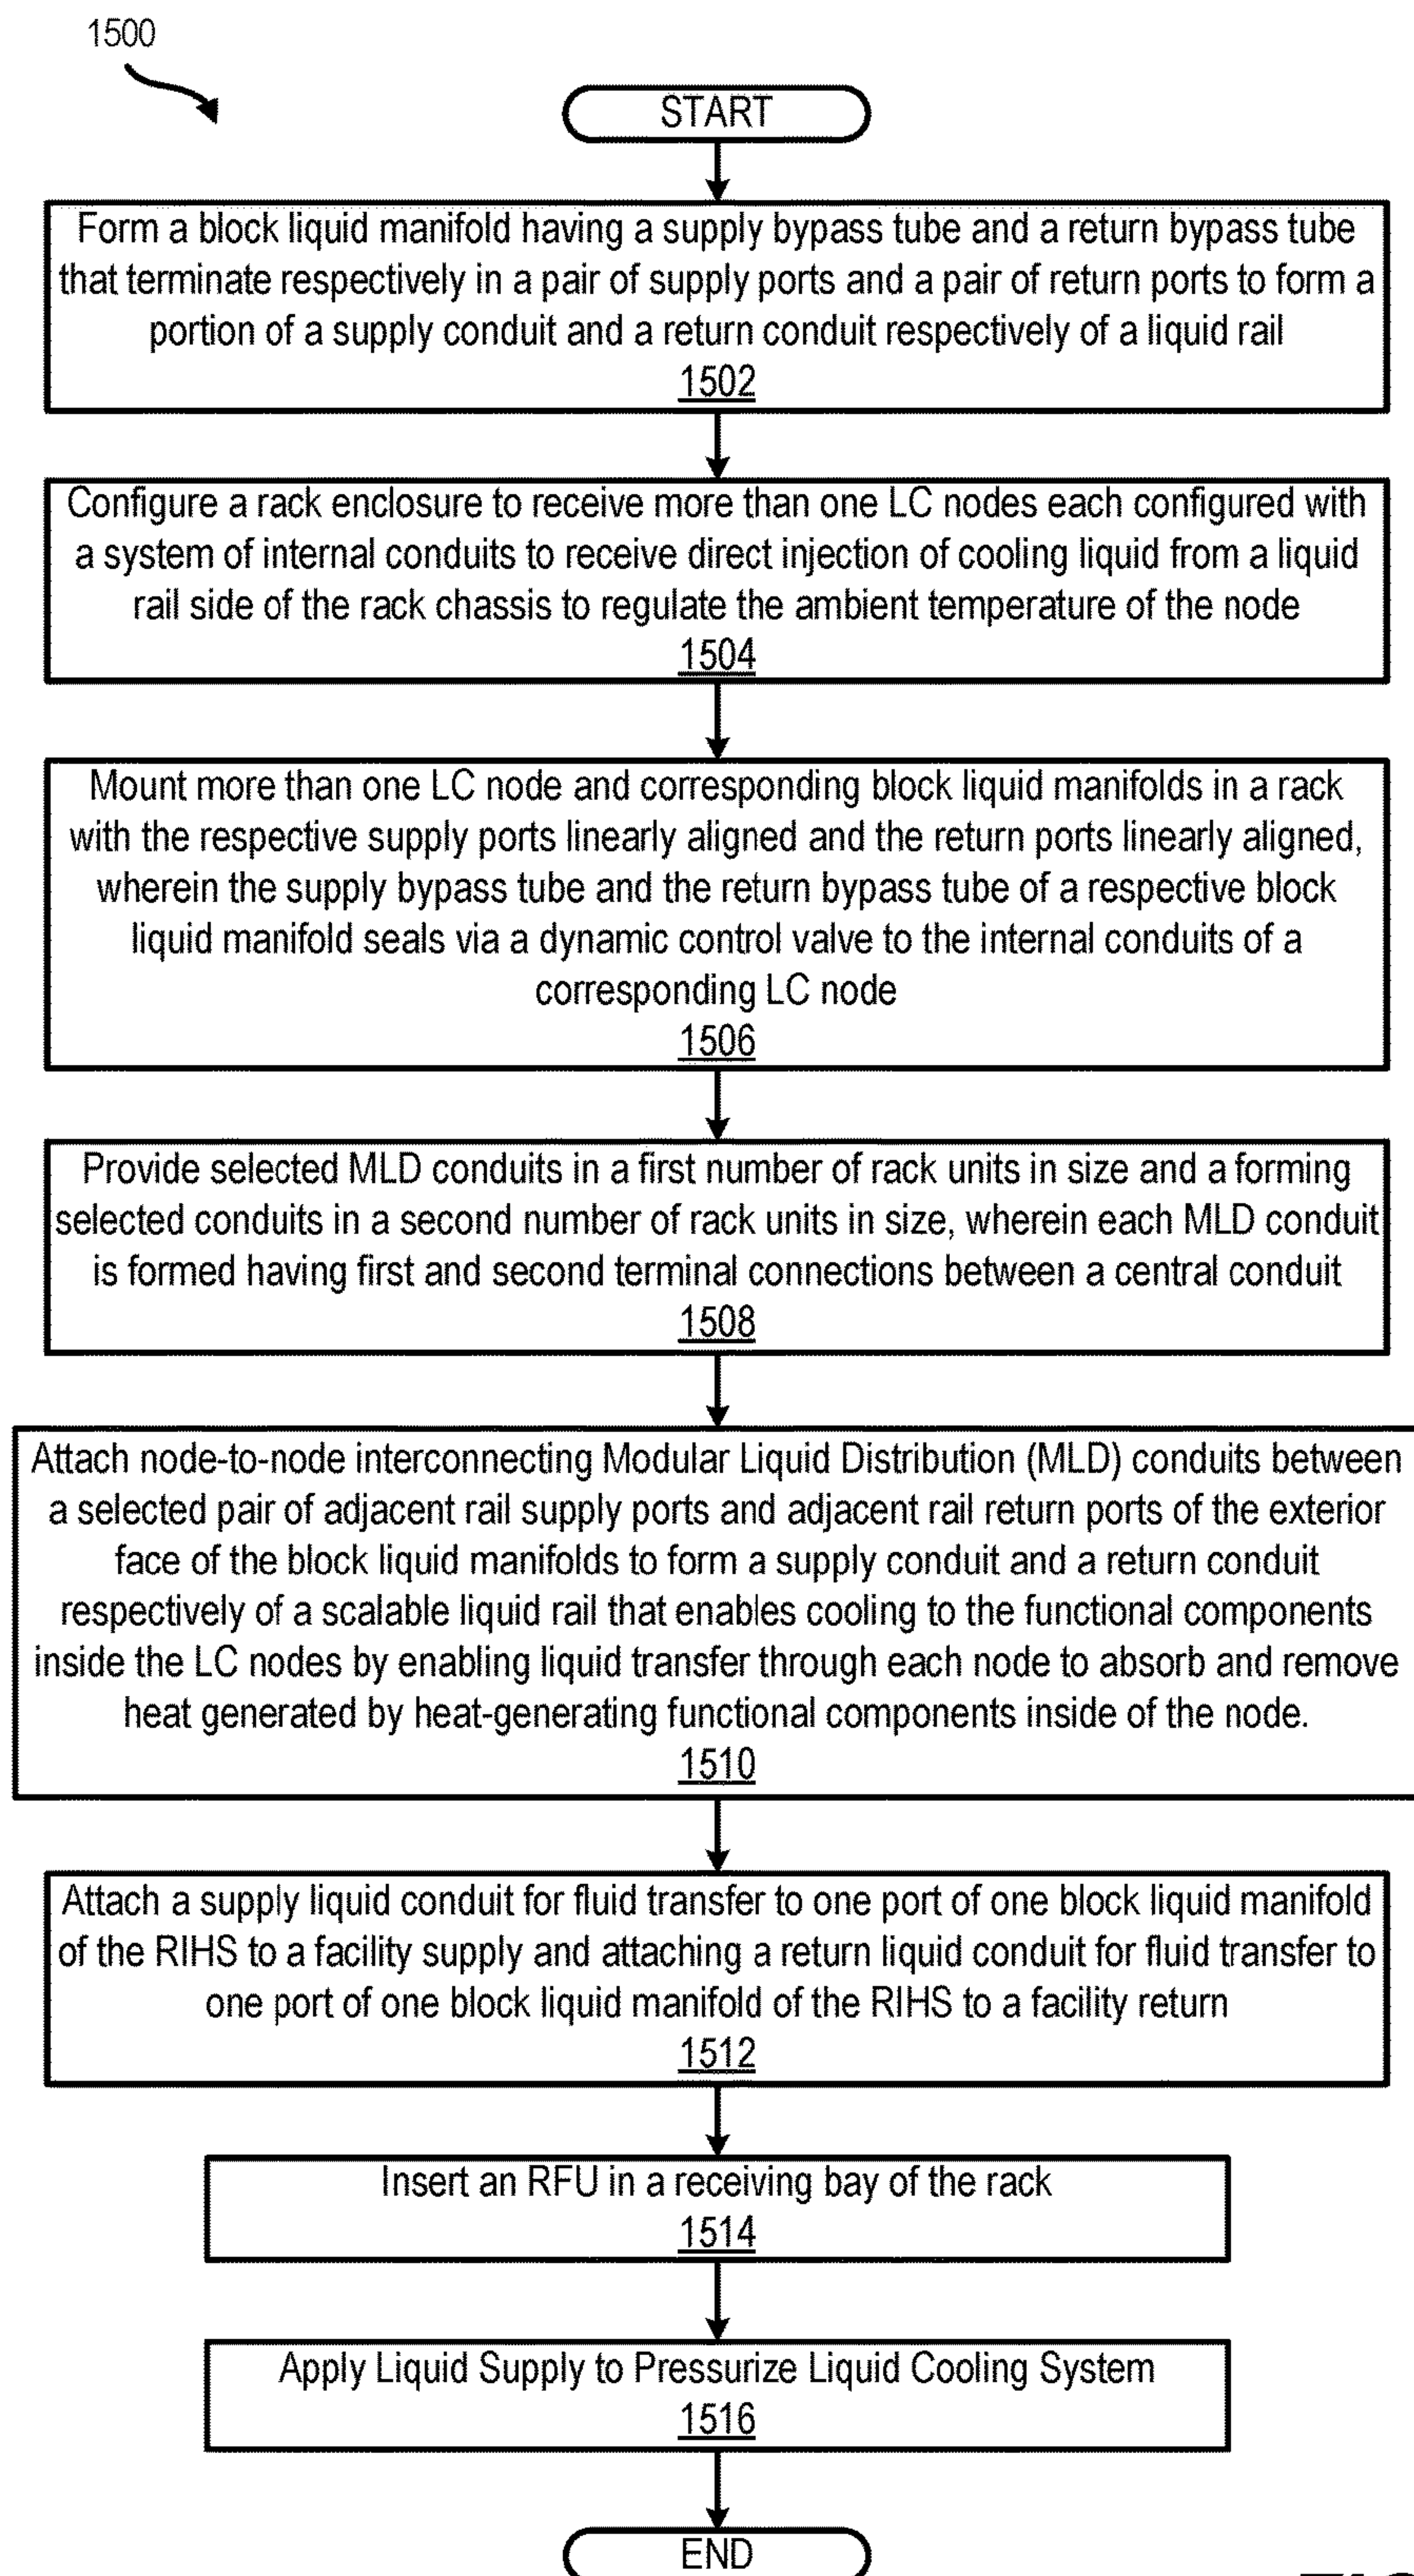 1500
START
Form a block liquid manifold having a supply bypass tube and a return bypass tube
that terminate respectively in a pair of supply ports and a pair of return ports to form a
portion of a supply conduit and a return conduit respectively of a liquid rail
1502
Configure a rack enclosure to receive more than one LC nodes each configured with
a system of internal conduits to receive direct injection of cooling liquid from a liquid
rail side of the rack chassis to regulate the ambient temperature of the node
1504
Mount more than one LC node and corresponding block liquid manifolds in a rack
with the respective supply ports linearly aligned and the return ports linearly aligned,
wherein the supply bypass tube and the return bypass tube of a respective block
liquid manifold seals via a dynamic control valve to the internal conduits of a
corresponding LC node
1506
Provide selected MLD conduits in a first number of rack units in size and a forming
selected conduits in a second number of rack units in size, wherein each MLD conduit
is formed having first and second terminal connections between a central conduit
1508
Attach node-to-node interconnecting Modular Liquid Distribution (MLD) conduits between
a selected pair of adjacent rail supply ports and adjacent rail return ports of the exterior
face of the block liquid manifolds to form a supply conduit and a return conduit
respectively of a scalable liquid rail that enables cooling to the functional components
inside the LC nodes by enabling liquid transfer through each node to absorb and remove
heat generated by heat-generating functional components inside of the node.
1510
Attach a supply liquid conduit for fluid transfer to one port of one block liquid manifold
of the RIHS to a facility supply and attaching a return liquid conduit for fluid transfer to
one port of one block liquid manifold of the RIHS to a facility return
1512
Insert an RFU in a receiving bay of the rack
1514
Apply Liquid Supply to Pressurize Liquid Cooling System
1516
END